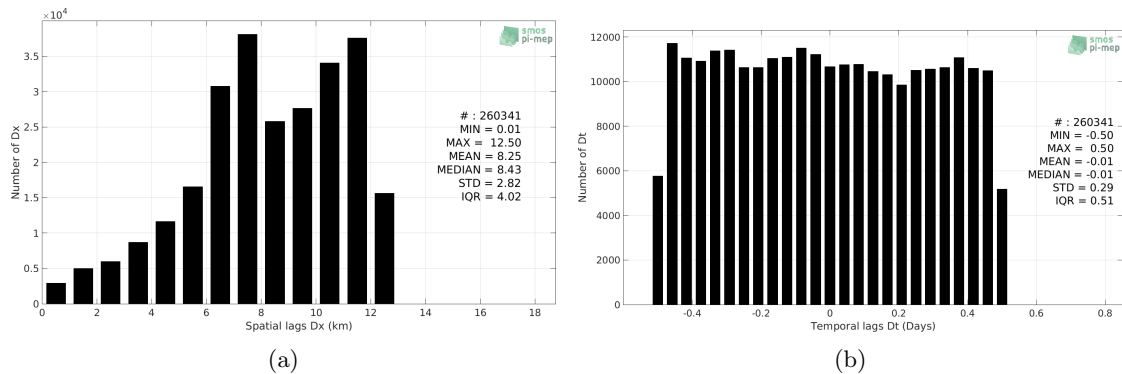 ×10⁴
smos
pi-mep
3.5
3
2.5
2
1.5
1
0.5
0
Number of Dx
# : 260341
MIN = 0.01
MAX = 12.50
MEAN = 8.25
MEDIAN = 8.43
STD = 2.82
IQR = 4.02
0 2 4 6 8 10 12 14 16 18
Spatial lags Dx (km)
(a)
smos
pi-mep
12000
10000
8000
6000
4000
2000
0
Number of Dt
# : 260341
MIN = -0.50
MAX = 0.50
MEAN = -0.01
MEDIAN = -0.01
STD = 0.29
IQR = 0.51
-0.4 -0.2 0 0.2 0.4 0.6 0.8
Temporal lags Dt (Days)
(b)